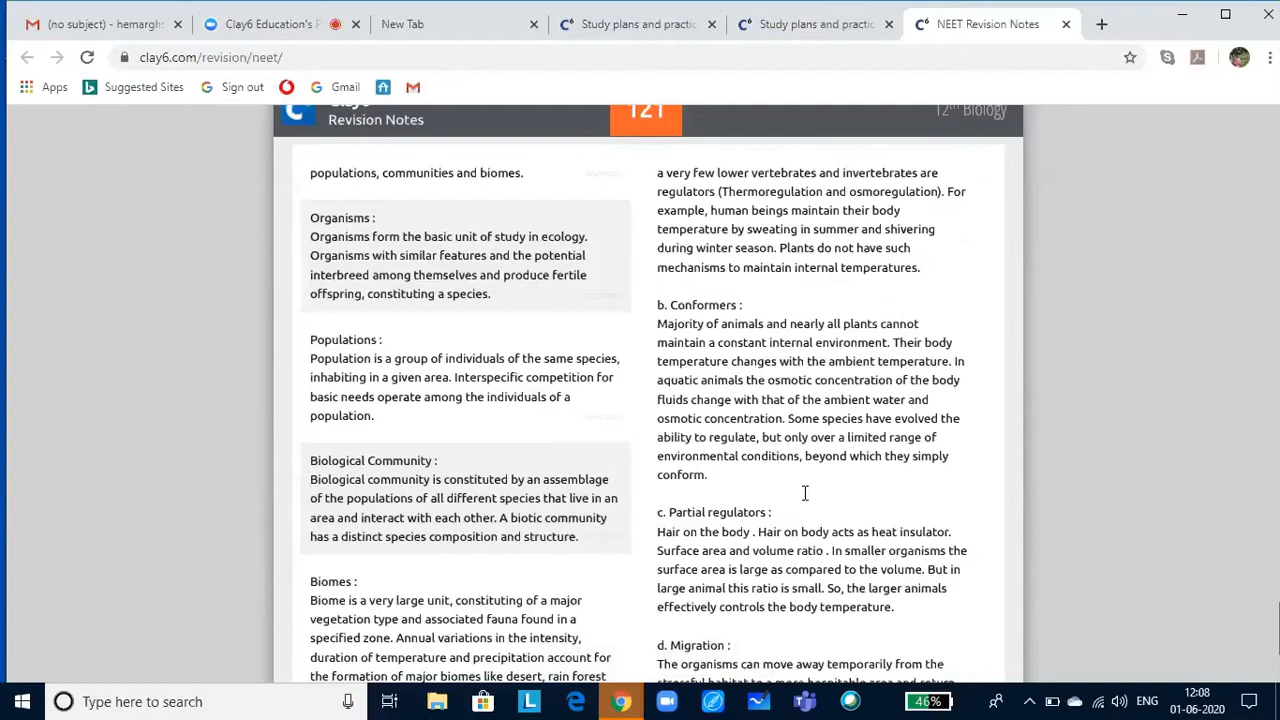 (no subject) - hemarghs
Clay6 Education's P
New Tab
Study plans and practic
Study plans and practic
NEET Revision Notes
clay6.com/revision/neet/
Apps
Suggested Sites
Sign out
Gmail
Revision Notes
121
12th Biology
populations, communities and biomes.
Organisms :
Organisms form the basic unit of study in ecology.
Organisms with similar features and the potential
interbreed among themselves and produce fertile
offspring, constituting a species.
Populations :
Population is a group of individuals of the same species,
inhabiting in a given area. Interspecific competition for
basic needs operate among the individuals of a
population.
Biological Community :
Biological community is constituted by an assemblage
of the populations of all different species that live in an
area and interact with each other. A biotic community
has a distinct species composition and structure.
Biomes :
Biome is a very large unit, constituting of a major
vegetation type and associated fauna found in a
specified zone. Annual variations in the intensity,
duration of temperature and precipitation account for
the formation of major biomes like desert, rain forest
a very few lower vertebrates and invertebrates are
regulators (Thermoregulation and osmoregulation). For
example, human beings maintain their body
temperature by sweating in summer and shivering
during winter season. Plants do not have such
mechanisms to maintain internal temperatures.
b. Conformers :
Majority of animals and nearly all plants cannot
maintain a constant internal environment. Their body
temperature changes with the ambient temperature. In
aquatic animals the osmotic concentration of the body
fluids change with that of the ambient water and
osmotic concentration. Some species have evolved the
ability to regulate, but only over a limited range of
environmental conditions, beyond which they simply
conform.
c. Partial regulators :
Hair on the body . Hair on body acts as heat insulator.
Surface area and volume ratio . In smaller organisms the
surface area is large as compared to the volume. But in
large animal this ratio is small. So, the larger animals
effectively controls the body temperature.
d. Migration :
The organisms can move away temporarily from the
stressful habitat to a more hospitable area and return
Type here to search
46%
ENG
12:08
01-06-2020